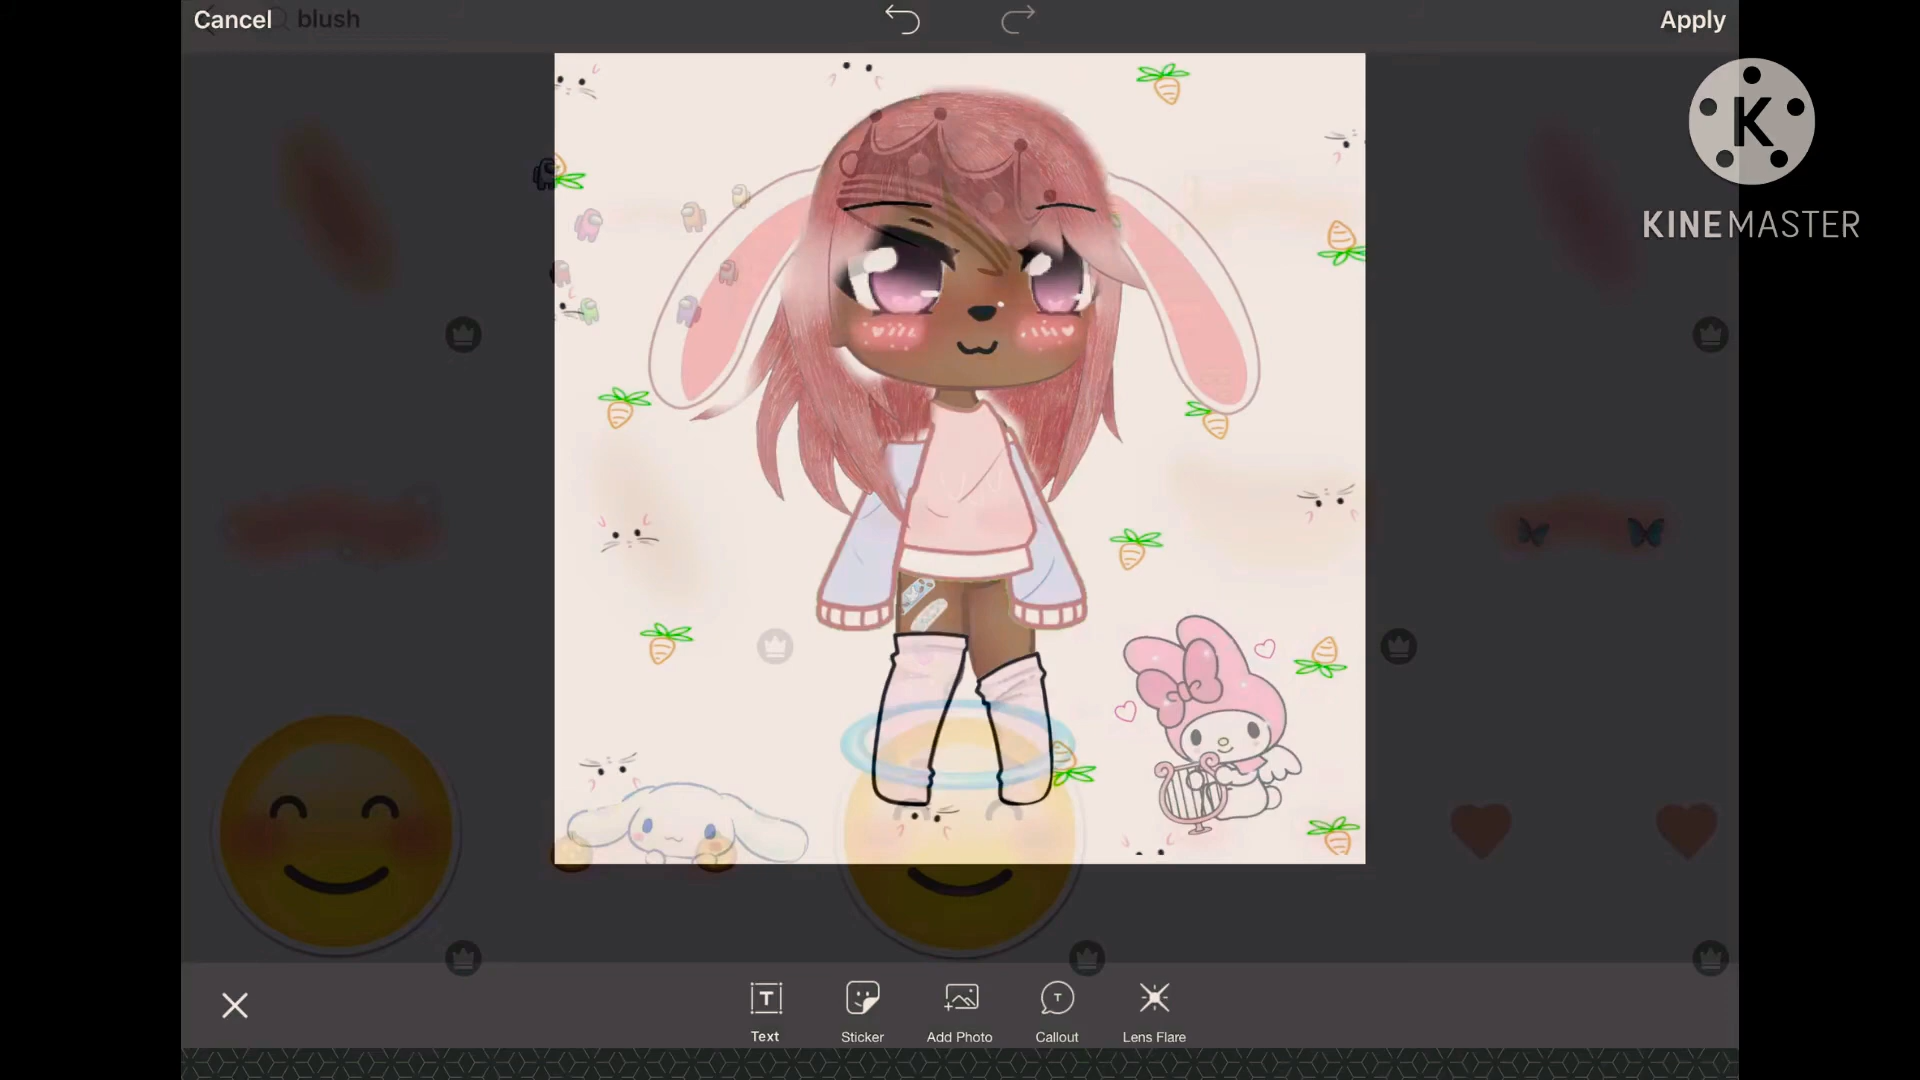 Cancel
blush
Apply
K
KINEMASTER
Text
Sticker
Add Photo
Callout
Lens Flare